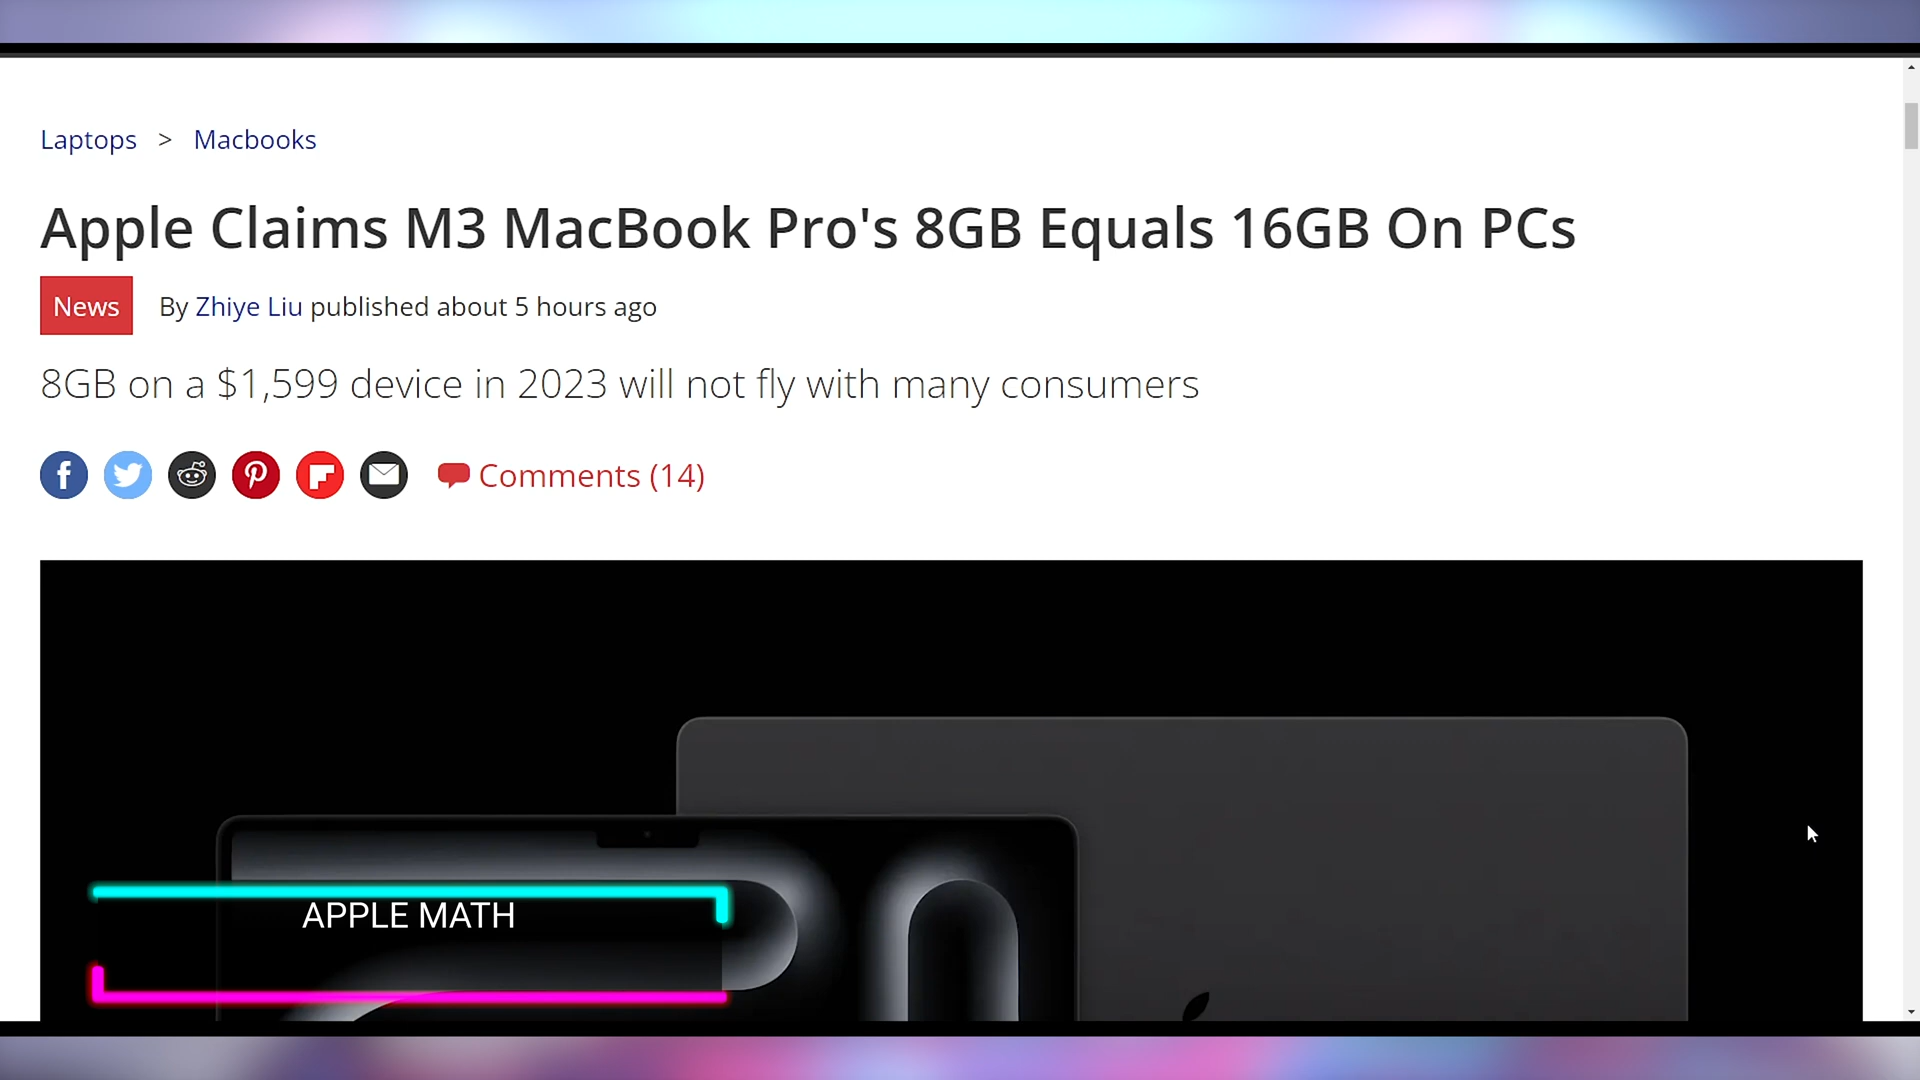 Laptops > Macbooks
Apple Claims M3 MacBook Pro's 8GB Equals 16GB On PCs
News By Zhiye Liu published about 5 hours ago
8GB on a $1,599 device in 2023 will not fly with many consumers
Comments (14)
APPLE MATH